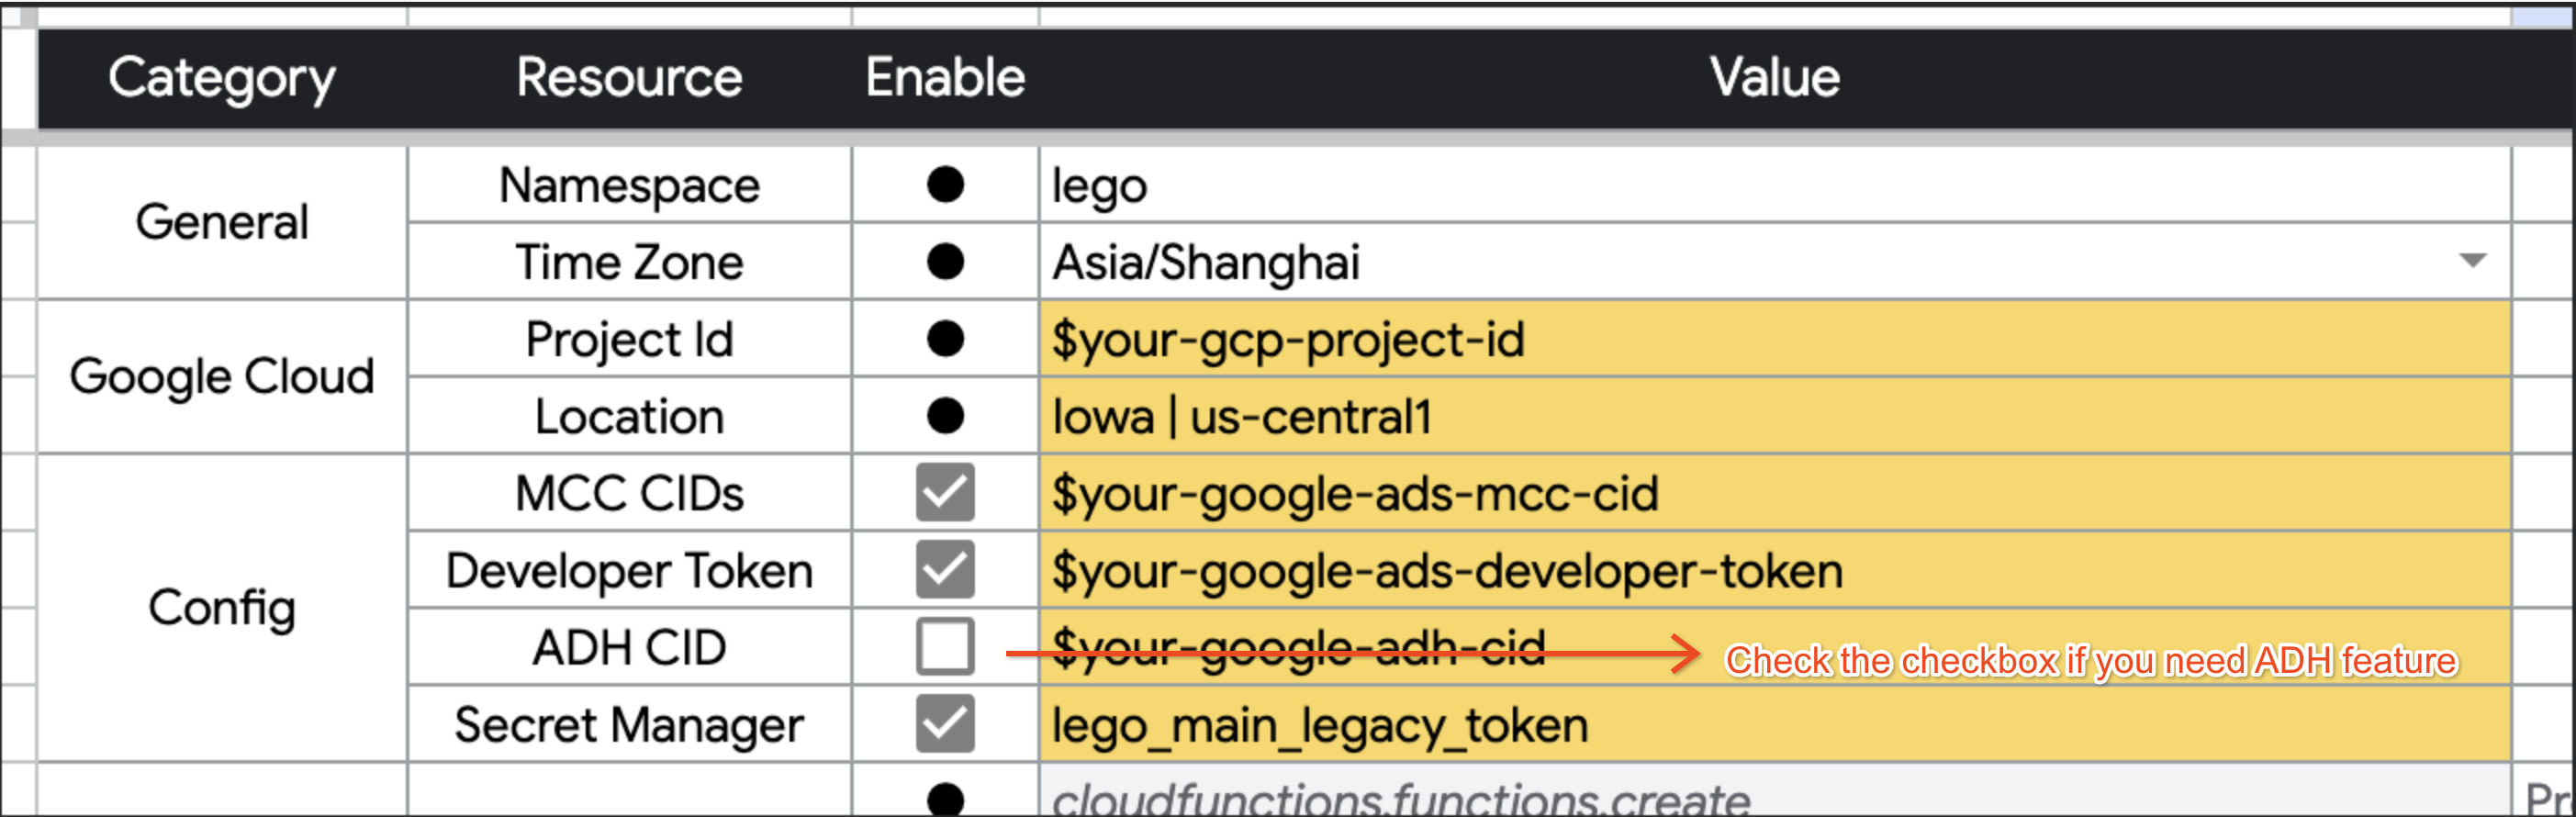 Category Resource Enable Value
General
Namespace lego
Time Zone Asia/Shanghai
Google Cloud
Project Id $your-gcp-project-id
Location Iowa | us-central1
Config
MCC CIDs $your-google-ads-mcc-cid
Developer Token $your-google-ads-developer-token
ADH CID $your-google-adh-cid Check the checkbox if you need ADH feature
Secret Manager lego_main_legacy_token
cloudfunctions.functions.create